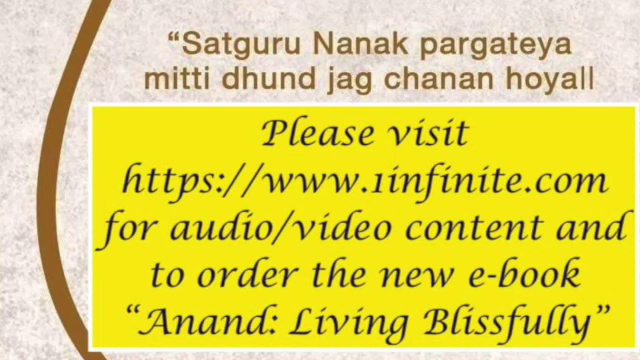 “Satguru Nanak pargateya
mitti dhund jag chanan hoyall
Please visit
https://www.1infinite.com
for audio/video content and
to order the new e-book
“Anand: Living Blissfully”